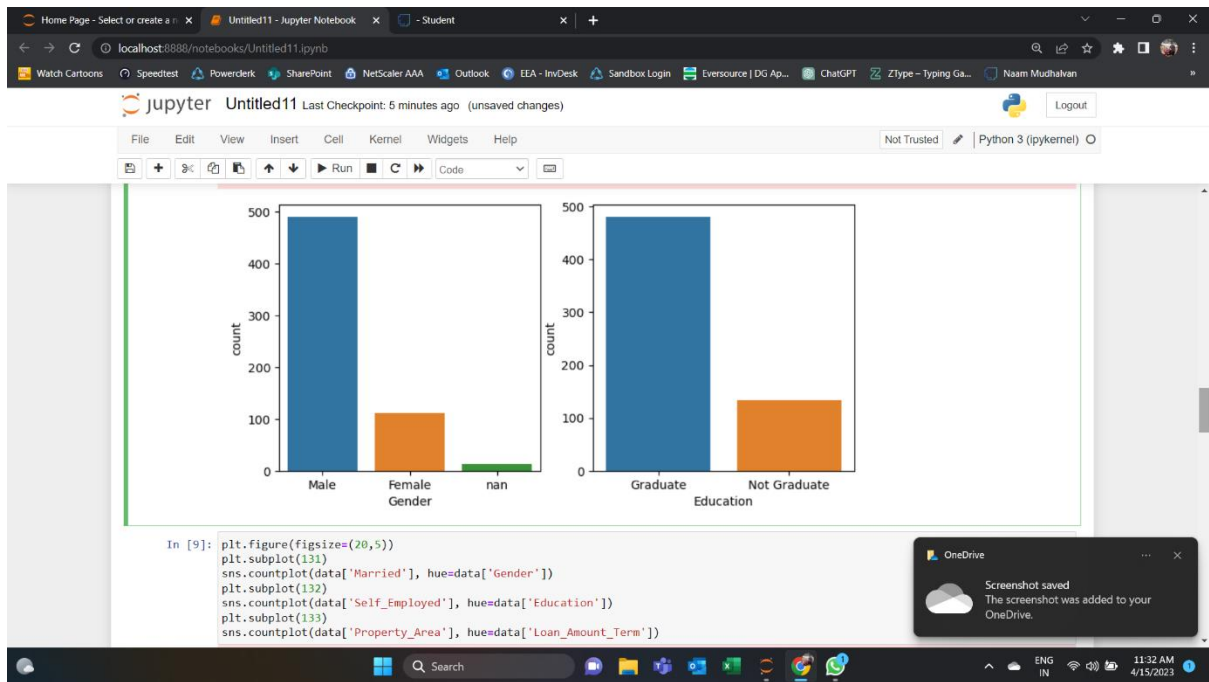 Home Page - Select or create a n
Untitled11 - Jupyter Notebook
- Student
localhost:8888/notebooks/Untitled11.ipynb
Watch Cartoons Speedtest Powerclerk SharePoint NetScaler AAA Outlook EEA - InvDesk Sandbox Login Eversource | DG Ap... ChatGPT ZType – Typing Ga... Naam Mudhalvan
jupyter Untitled11 Last Checkpoint: 5 minutes ago (unsaved changes)
Logout
File Edit View Insert Cell Kernel Widgets Help
Not Trusted Python 3 (ipykernel)
Run Code
500
400
300
200
100
0
count
Male Female nan
Gender
500
400
300
200
100
0
count
Graduate Not Graduate
Education
In [9]: plt.figure(figsize=(20,5))
plt.subplot(131)
sns.countplot(data['Married'], hue=data['Gender'])
plt.subplot(132)
sns.countplot(data['Self_Employed'], hue=data['Education'])
plt.subplot(133)
sns.countplot(data['Property_Area'], hue=data['Loan_Amount_Term'])
OneDrive
Screenshot saved
The screenshot was added to your
OneDrive.
Search
ENG
IN
11:32 AM
4/15/2023
1